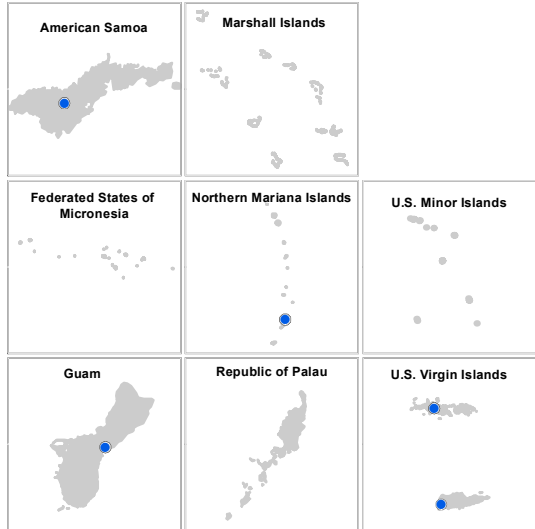 American Samoa
Marshall Islands
Federated States of
Micronesia
Northern Mariana Islands
U.S. Minor Islands
Guam
Republic of Palau
U.S. Virgin Islands